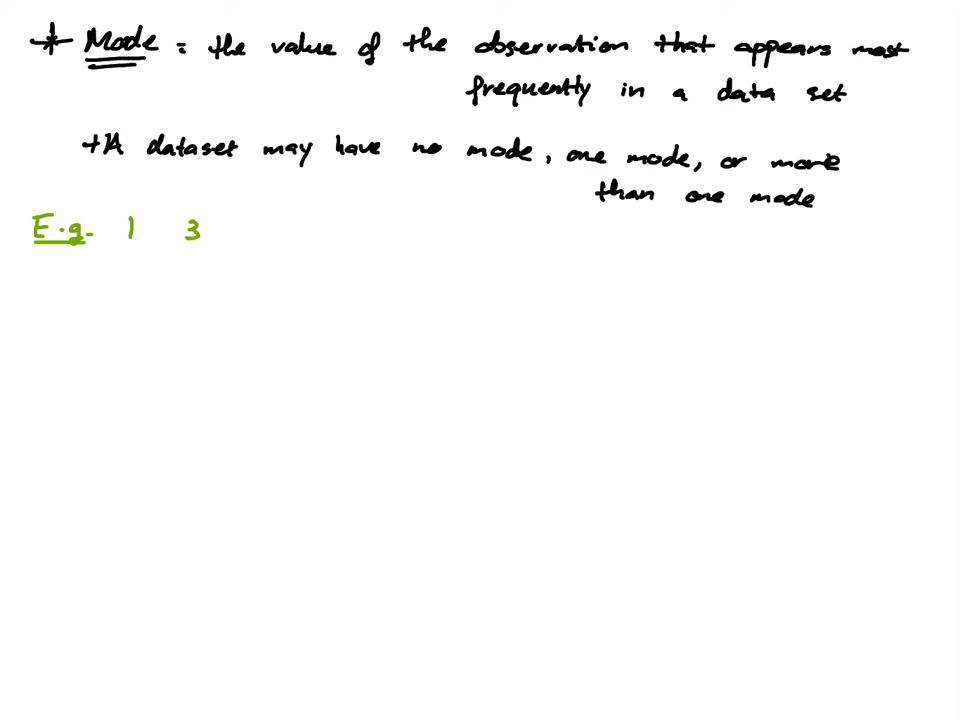 * Mode = the value of the observation that appears most
frequently in a data set
+ A dataset may have no mode, one mode, or more
than one mode
E.g. 1 3